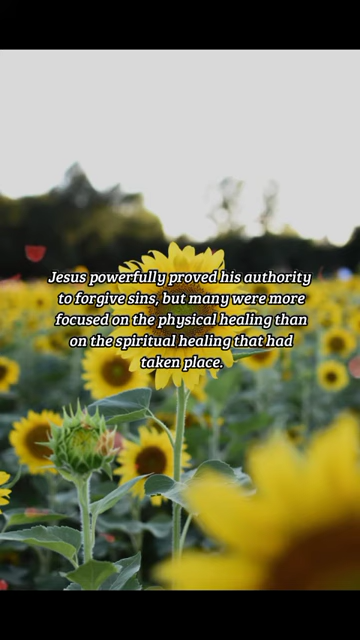 Jesus powerfully proved his authority
to forgive sins, but many were more
focused on the physical healing than
on the spiritual healing that had
taken place.